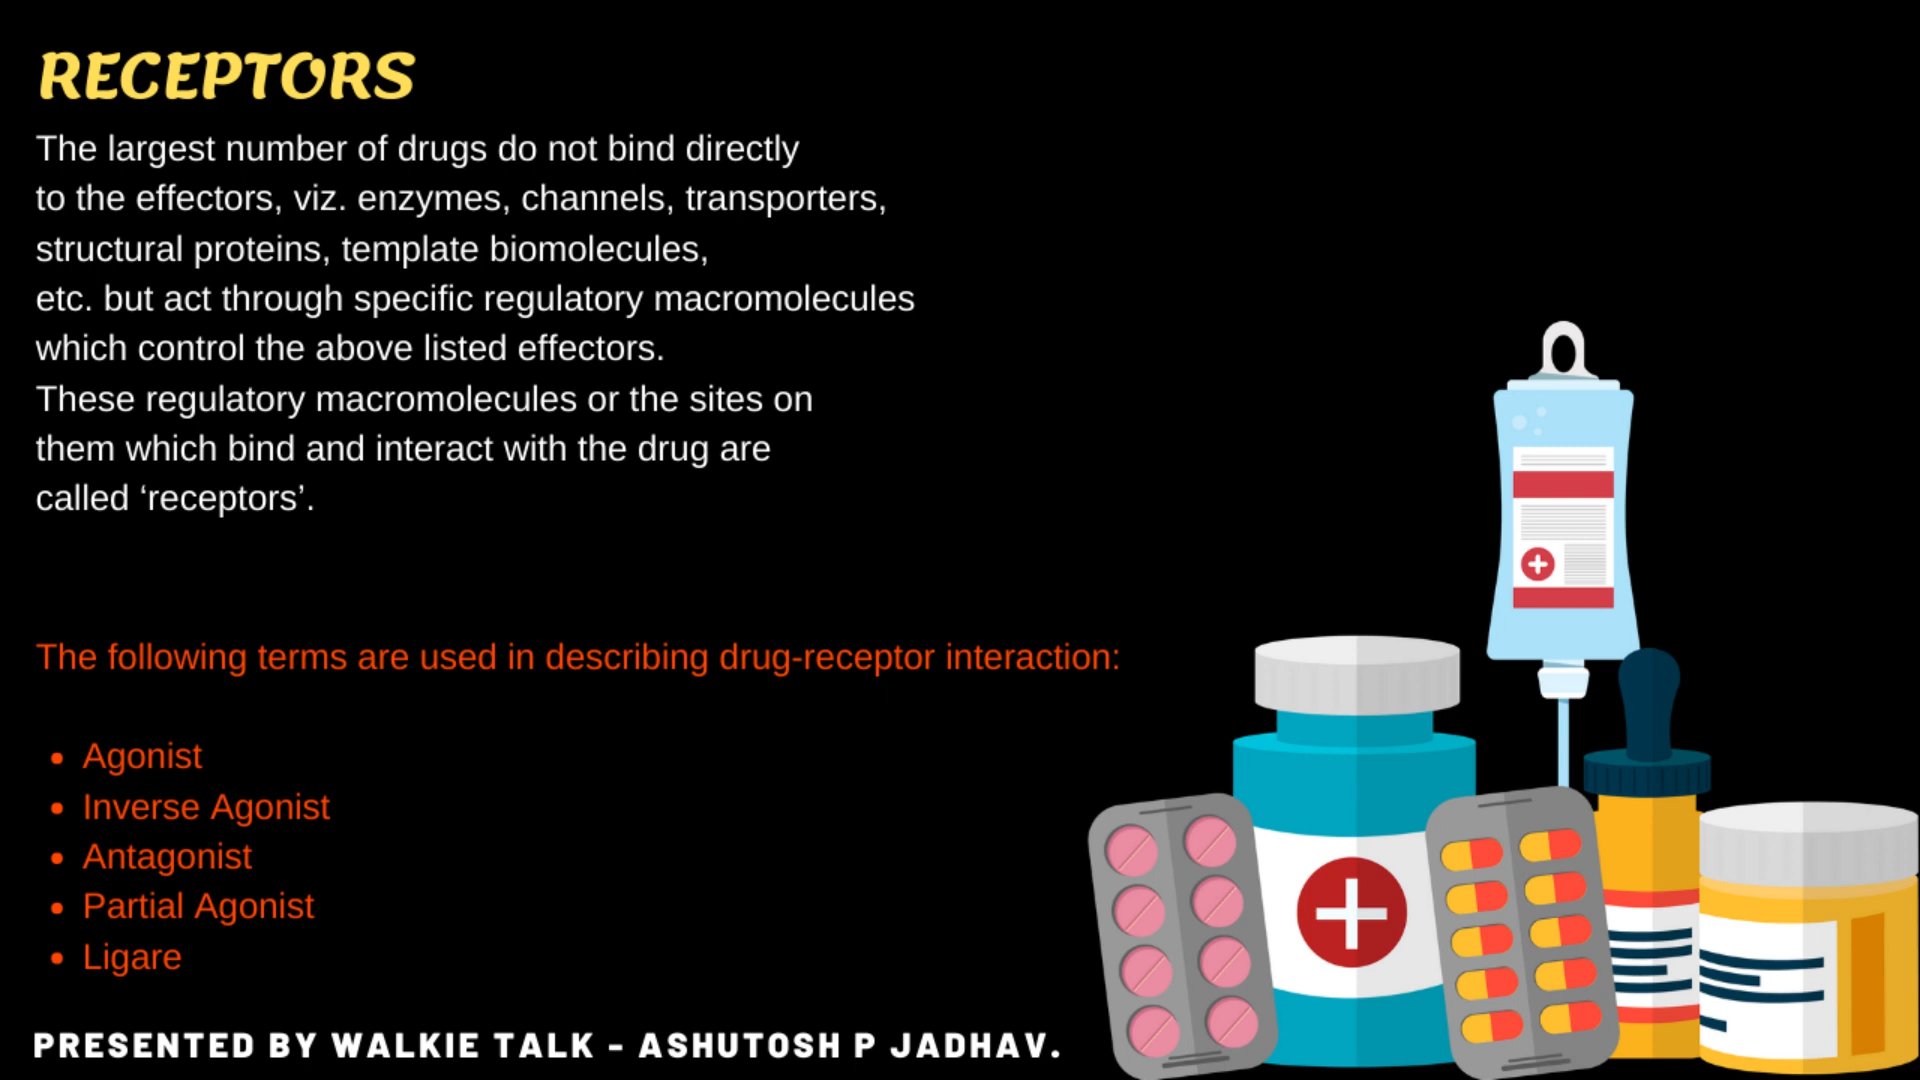 RECEPTORS
The largest number of drugs do not bind directly
to the effectors, viz. enzymes, channels, transporters,
structural proteins, template biomolecules,
etc. but act through specific regulatory macromolecules
which control the above listed effectors.
These regulatory macromolecules or the sites on
them which bind and interact with the drug are
called ‘receptors’.
The following terms are used in describing drug-receptor interaction:
• Agonist
• Inverse Agonist
• Antagonist
• Partial Agonist
• Ligare
PRESENTED BY WALKIE TALK - ASHUTOSH P JADHAV.